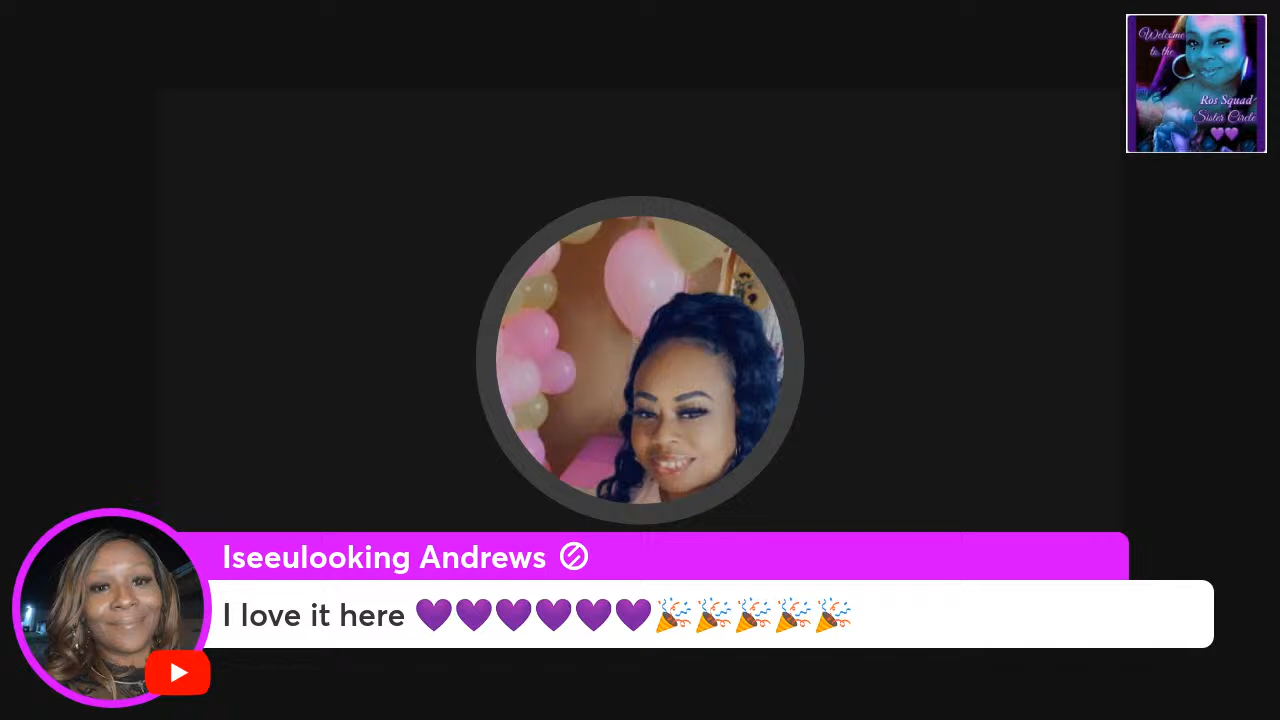 Welcome
to the
Ros Squad
Sister Circle
Iseeulooking Andrews
I love it here 💜💜💜💜💜💜🎉🎉🎉🎉🎉